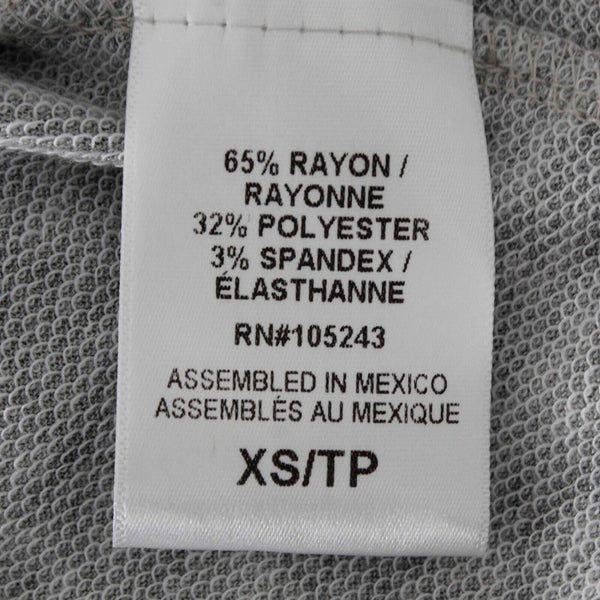 65% RAYON /
RAYONNE
32% POLYESTER
3% SPANDEX /
ÉLASTHANNE
RN#105243
ASSEMBLED IN MEXICO
ASSEMBLÉS AU MEXIQUE
XS/TP